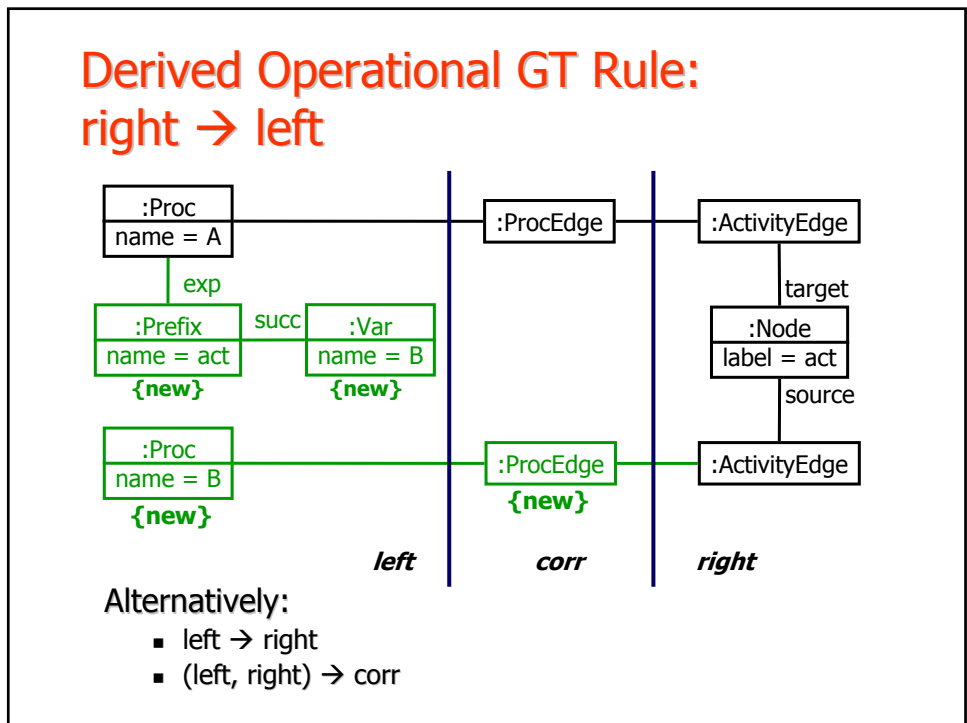 Derived Operational GT Rule:
right → left
:Proc
name = A
:ProcEdge
:ActivityEdge
exp
target
:Prefix
name = act
{new}
succ
:Var
name = B
{new}
:Node
label = act
source
:Proc
name = B
{new}
:ProcEdge
{new}
:ActivityEdge
left
corr
right
Alternatively:
▪ left → right
▪ (left, right) → corr